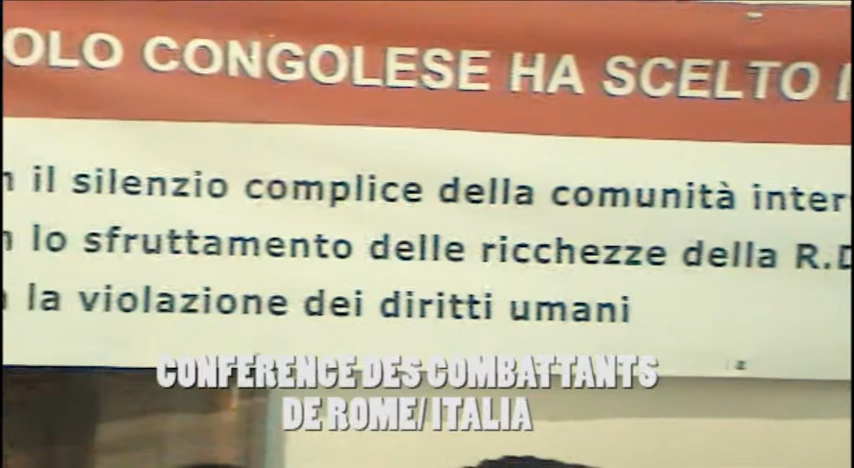 OLO CONGOLESE HA SCELTO
il silenzio complice della comunità inter
lo sfruttamento delle ricchezze della R.D
la violazione dei diritti umani
CONFERENCE DES COMBATTANTS
DE ROME/ITALIA